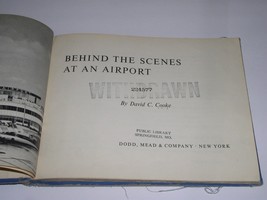 BEHIND THE SCENES
AT AN AIRPORT
WITHDRAWN
By David C. Cooke
PUBLIC LIBRARY
DODD, MEAD & COMPANY · NEW YORK